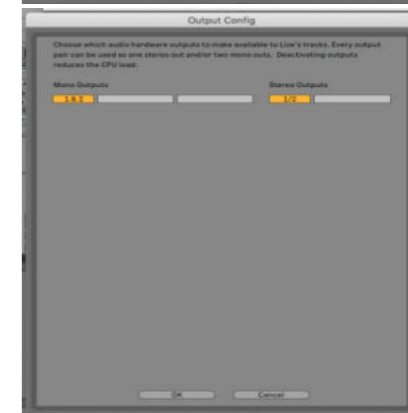 Output Config
Choose which audio hardware outputs to make available to Live's tracks. Every output
pair can be used as one stereo out and/or two mono outs. Deactivating outputs
reduces the CPU load.
Mono Outputs Stereo Outputs
1 & 2 1/2
OK Cancel